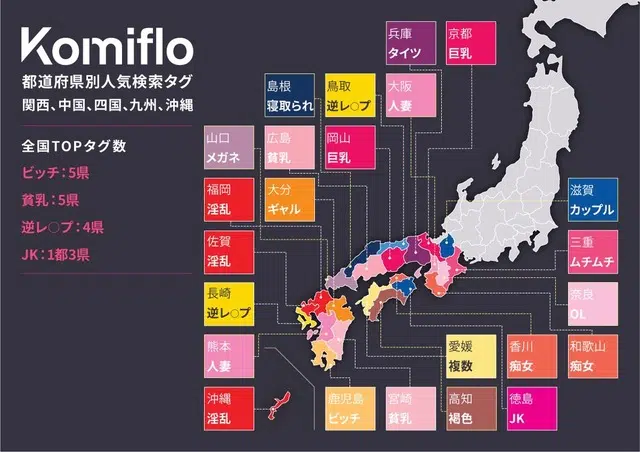 Komiflo
都道府県別人気検索タグ
関西、中国、四国、九州、沖縄
全国TOPタグ数
ビッチ：5県
貧乳：5県
逆レ○プ：4県
JK：1都3県
兵庫
タイツ
京都
巨乳
島根
寝取られ
鳥取
逆レ○プ
大阪
人妻
山口
メガネ
広島
貧乳
岡山
巨乳
福岡
淫乱
大分
ギャル
滋賀
カップル
佐賀
淫乱
三重
ムチムチ
長崎
逆レ○プ
奈良
OL
熊本
人妻
愛媛
複数
香川
痴女
和歌山
痴女
沖縄
淫乱
鹿児島
ビッチ
宮崎
貧乳
高知
褐色
徳島
JK